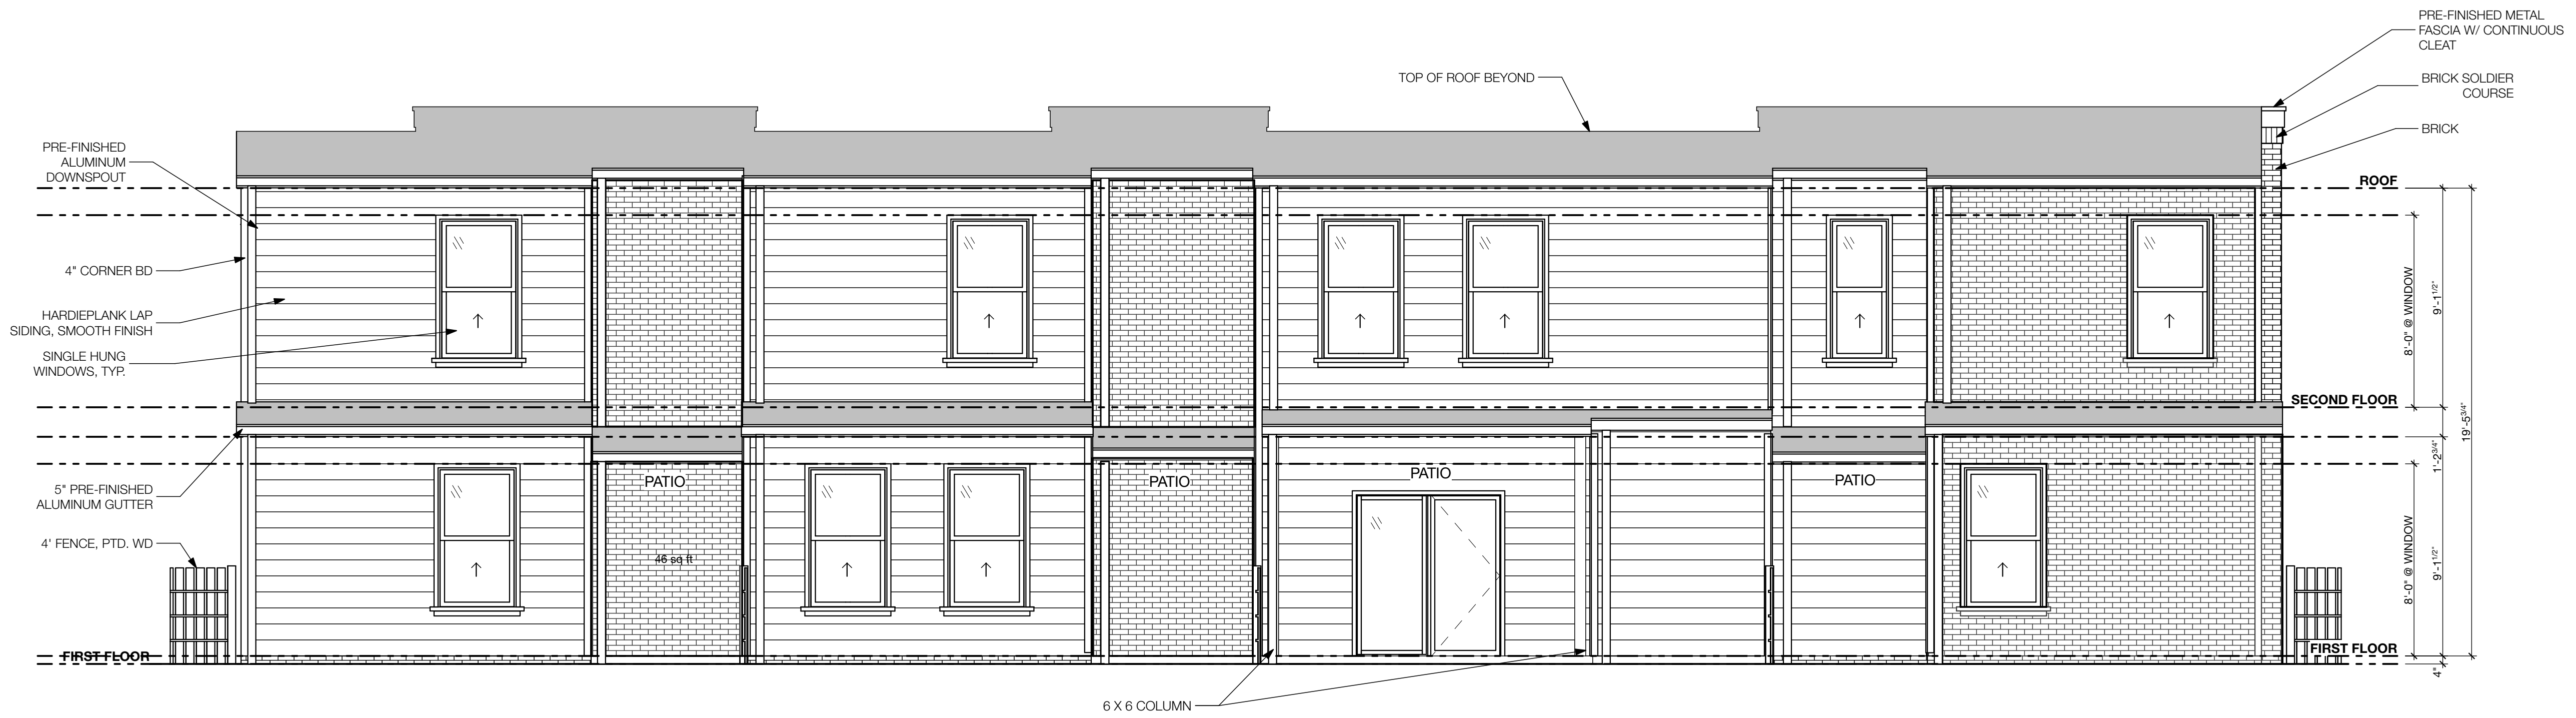 PRE-FINISHED METAL
FASCIA W/ CONTINUOUS
CLEAT
TOP OF ROOF BEYOND
BRICK SOLDIER
COURSE
BRICK
PRE-FINISHED
ALUMINUM
DOWNSPOUT
ROOF
4" CORNER BD
HARDIEPLANK LAP
SIDING, SMOOTH FINISH
SINGLE HUNG
WINDOWS, TYP.
8'-0" @ WINDOW
9'-1 1/2"
SECOND FLOOR
19'-5 3/4"
1'-2 3/4"
PATIO
PATIO
PATIO
PATIO
5" PRE-FINISHED
ALUMINUM GUTTER
4' FENCE, PTD. WD
46 sq ft
8'-0" @ WINDOW
9'-1 1/2"
FIRST FLOOR
FIRST FLOOR
4"
6 X 6 COLUMN